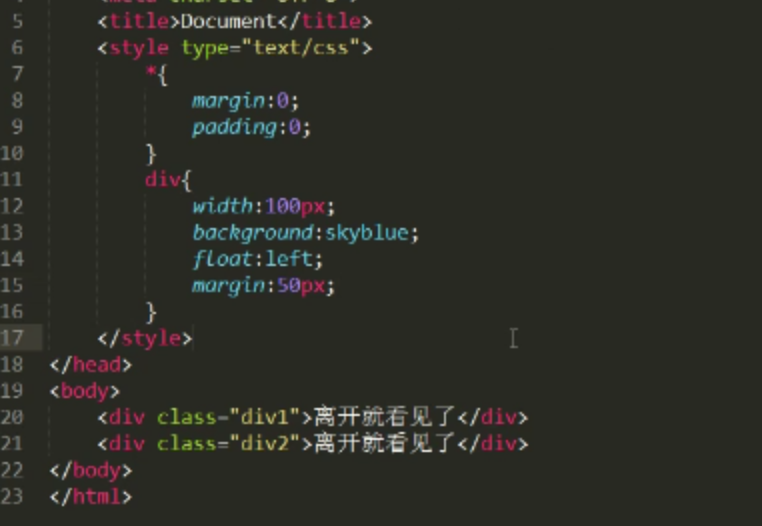 5 <title>Document</title>
6 <style type="text/css">
7 *{
8 margin:0;
9 padding:0;
10 }
11 div{
12 width:100px;
13 background:skyblue;
14 float:left;
15 margin:50px;
16 }
17 </style>
18 </head>
19 <body>
20 <div class="div1">离开就看见了</div>
21 <div class="div2">离开就看见了</div>
22 </body>
23 </html>